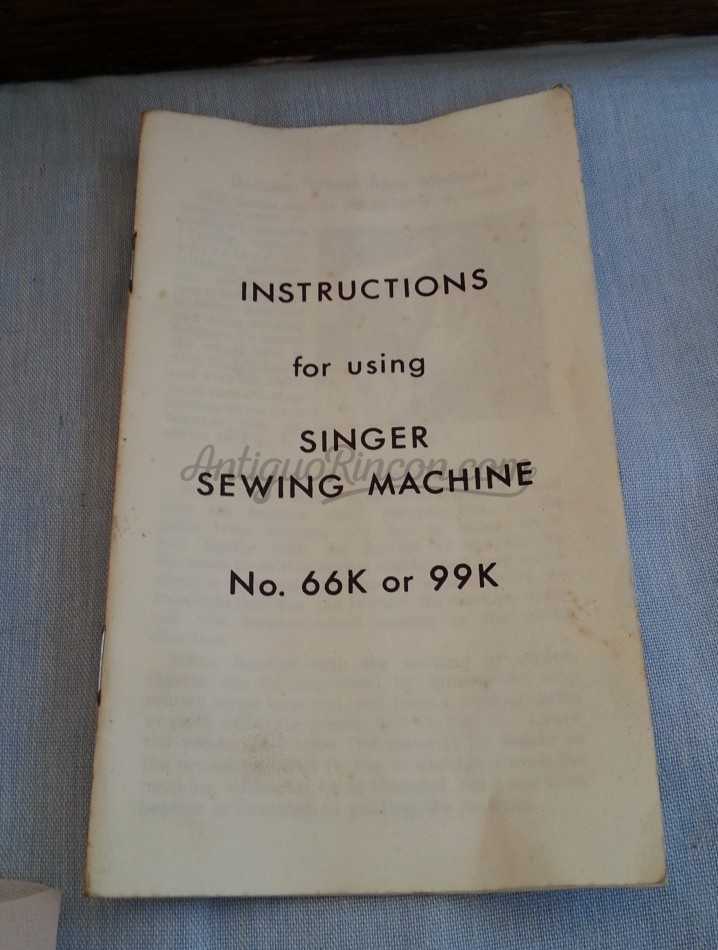 INSTRUCTIONS
for using
SINGER
AntiguoRincon.com
SEWING MACHINE
No. 66K or 99K